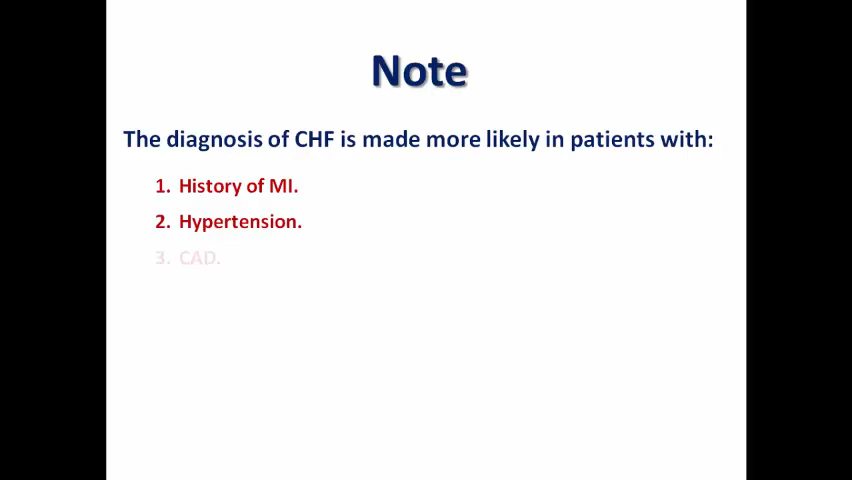 Note
The diagnosis of CHF is made more likely in patients with:
1. History of MI.
2. Hypertension.
3. CAD.